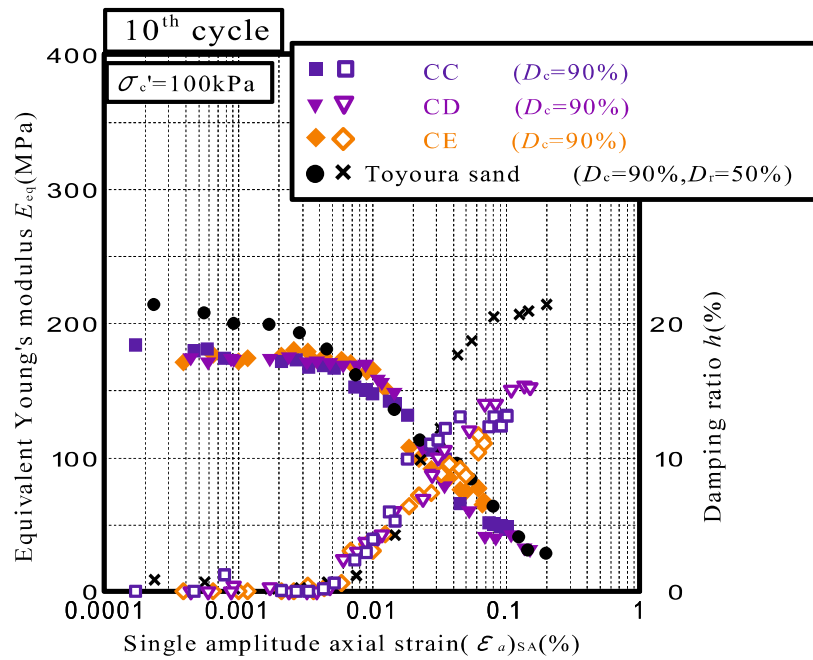 10th cycle
σc'=100kPa
CC (Dc=90%)
CD (Dc=90%)
CE (Dc=90%)
Toyoura sand (Dc=90%,Dr=50%)
Equivalent Young's modulus Eeq(MPa)
400
300
200
100
0
20
10
0
Damping ratio h(%)
0.0001 0.001 0.01 0.1 1
Single amplitude axial strain(εa)SA(%)